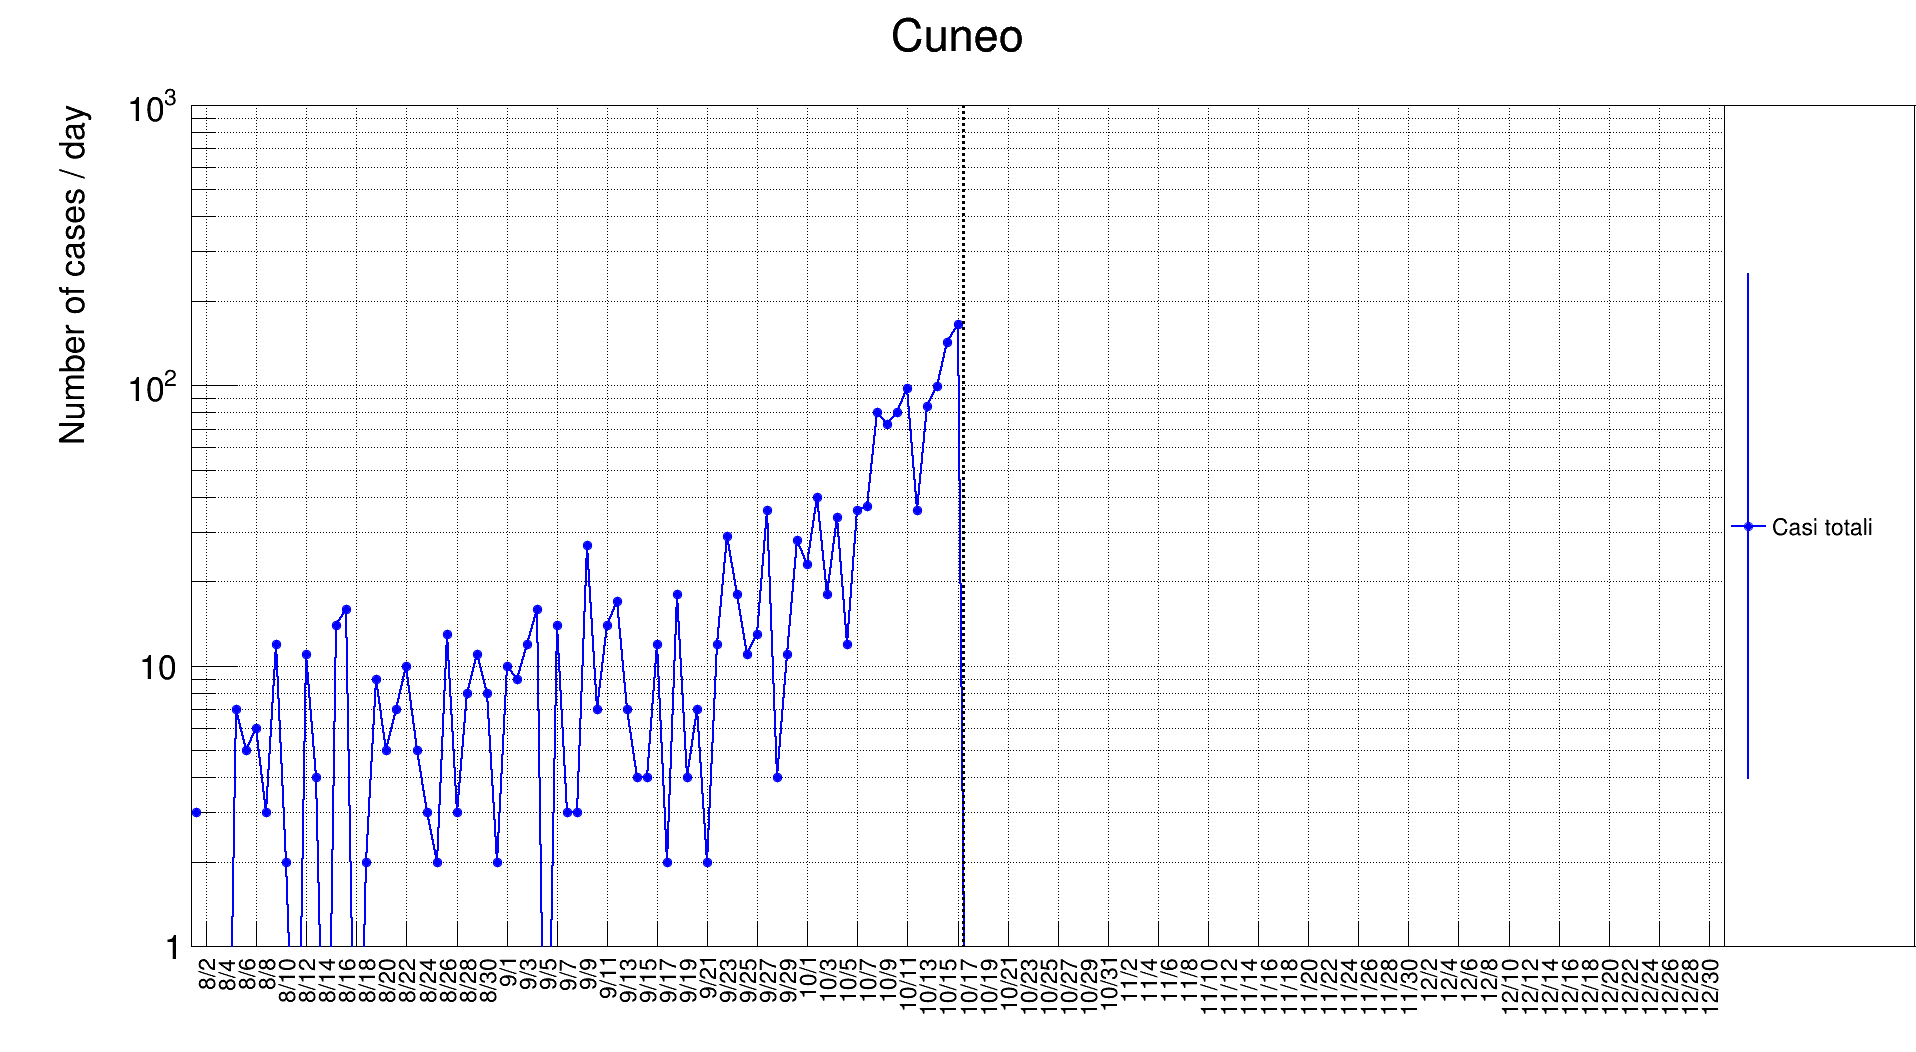 Cuneo
Number of cases / day
10³
10²
10
1
8/2 8/4 8/6 8/8 8/10 8/12 8/14 8/16 8/18 8/20 8/22 8/24 8/26 8/28 8/30 9/1 9/3 9/5 9/7 9/9 9/11 9/13 9/15 9/17 9/19 9/21 9/23 9/25 9/27 9/29 10/1 10/3 10/5 10/7 10/9 10/11 10/13 10/15 10/17 10/19 10/21 10/23 10/25 10/27 10/29 10/31 11/2 11/4 11/6 11/8 11/10 11/12 11/14 11/16 11/18 11/20 11/22 11/24 11/26 11/28 11/30 12/2 12/4 12/6 12/8 12/10 12/12 12/14 12/16 12/18 12/20 12/22 12/24 12/26 12/28 12/30
Casi totali